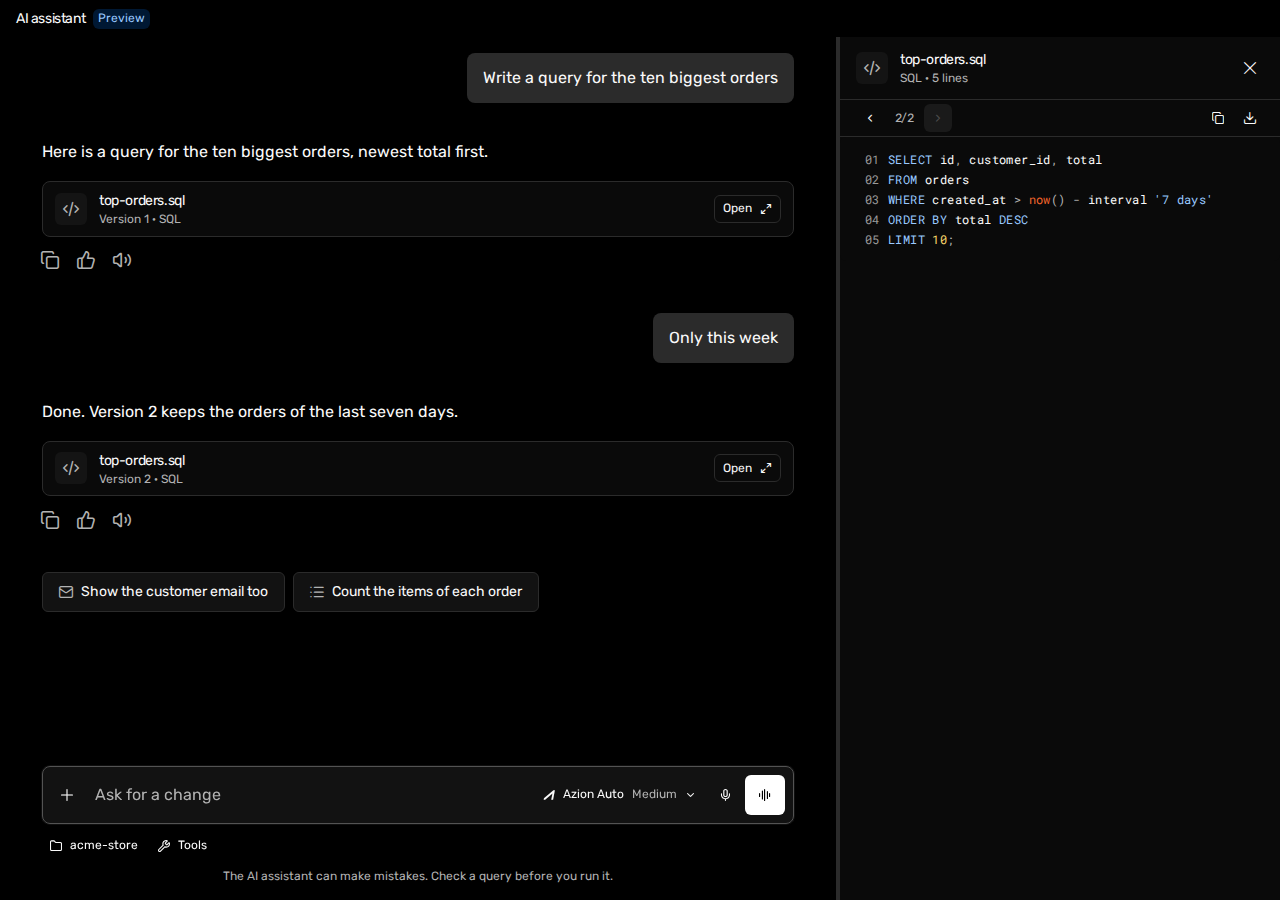 AI assistant Preview
Write a query for the ten biggest orders
Here is a query for the ten biggest orders, newest total first.
top-orders.sql
Version 1 • SQL
Open
Only this week
Done. Version 2 keeps the orders of the last seven days.
top-orders.sql
Version 2 • SQL
Open
Show the customer email too
Count the items of each order
Ask for a change
Azion Auto Medium
acme-store
Tools
The AI assistant can make mistakes. Check a query before you run it.
top-orders.sql
SQL • 5 lines
2/2
01 SELECT id, customer_id, total
02 FROM orders
03 WHERE created_at > now() - interval '7 days'
04 ORDER BY total DESC
05 LIMIT 10;